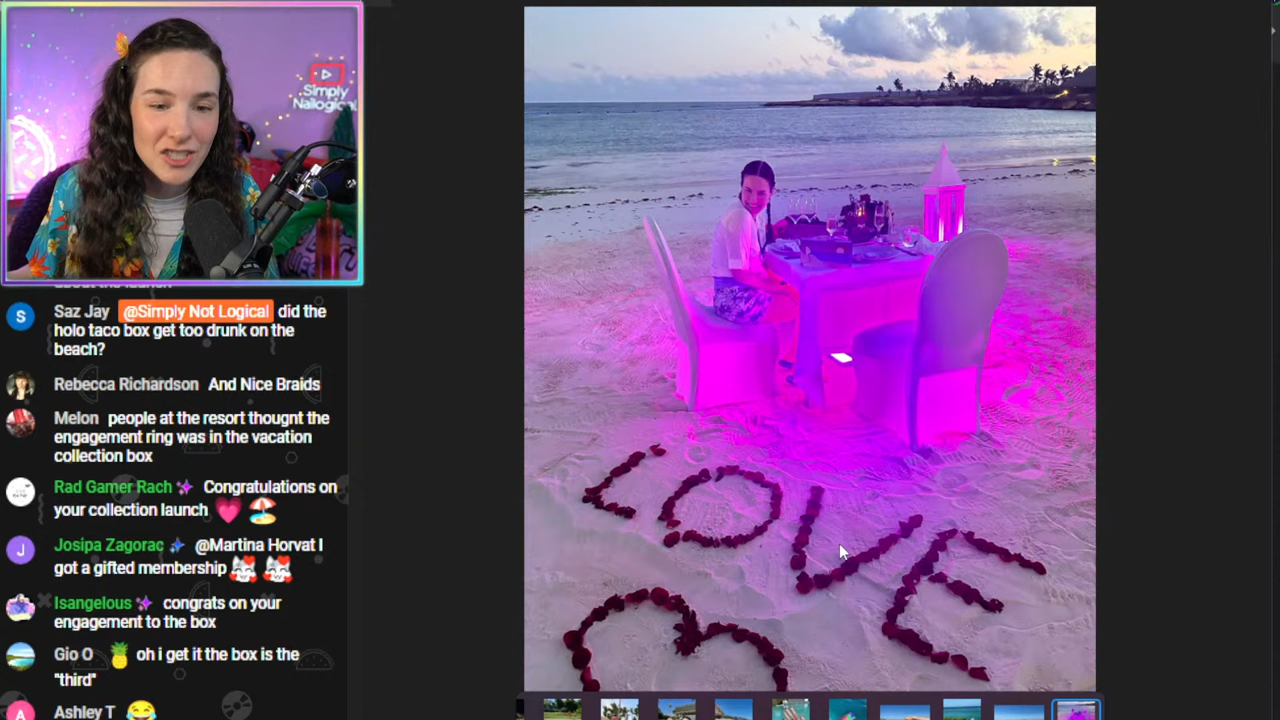 Simply
Nailogical
Saz Jay @Simply Not Logical did the
holo taco box get too drunk on the
beach?
Rebecca Richardson And Nice Braids
Melon people at the resort thougnt the
engagement ring was in the vacation
collection box
Rad Gamer Rach Congratulations on
your collection launch
Josipa Zagorac @Martina Horvat I
got a gifted membership
Isangelous congrats on your
engagement to the box
Gio O oh i get it the box is the
"third"
Ashley T
LOVE